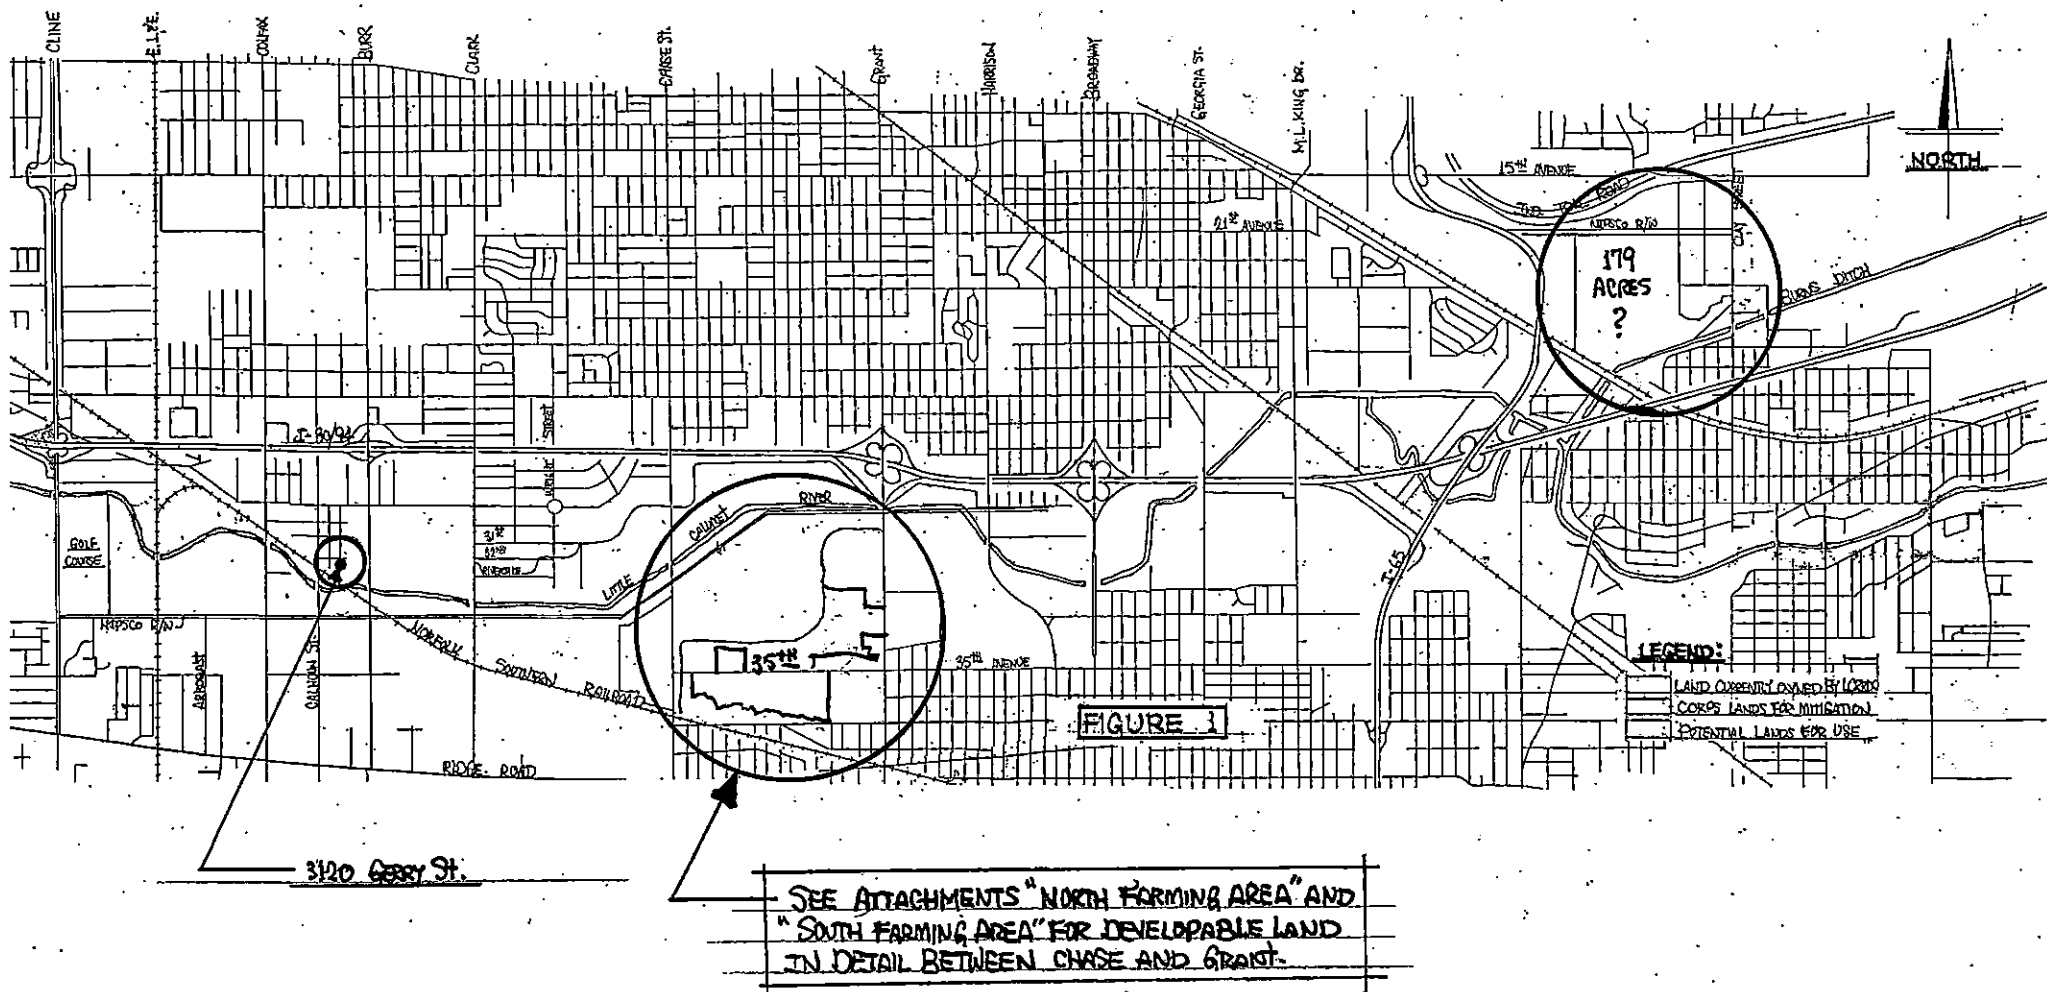 CLINE
E.J.&E.
COLFAX
BURR
CLARK
CHASE St.
GRANT
HARRISON
BROADWAY
GEORGIA ST.
M.L.KING DR.
NORTH
15TH AVENUE
NIPSCO R/W
21ST AVENUE
179
ACRES
?
BURNS DITCH
I-80/94
WRIGHT STREET
GOLF
COURSE
31ST
32ND
RIVERSIDE
LITTLE CALUMET RIVER
NIPSCO R/W
ARBOGAST
CALHOUN ST.
NORFOLK SOUTHERN RAILROAD
35TH
35TH AVENUE
I-65
RIDGE ROAD
FIGURE 1
LEGEND:
LAND CURRENTLY OWNED BY LCRBDC
CORPS LANDS FOR MITIGATION
POTENTIAL LANDS FOR USE
3120 GERRY St.
SEE ATTACHMENTS "NORTH FARMING AREA" AND
"SOUTH FARMING AREA" FOR DEVELOPABLE LAND
IN DETAIL BETWEEN CHASE AND GRANT.